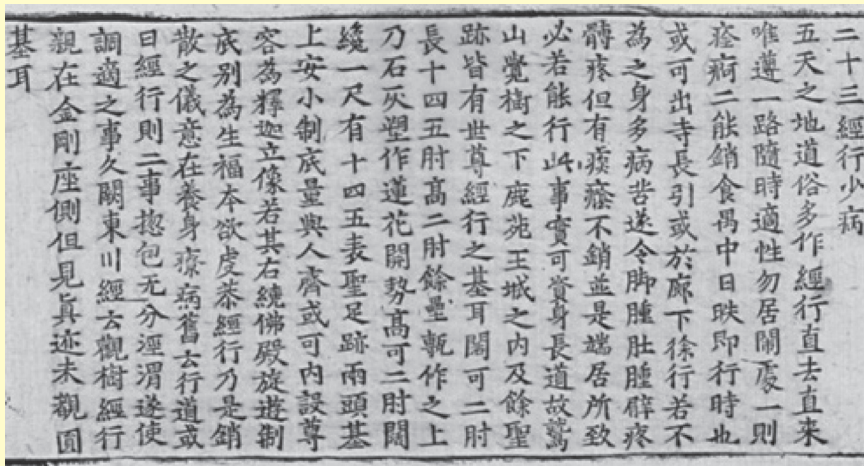 二十三經行少病
五天之地道俗多作經行直去直來
唯遵一路隨時適性勿居閙處一則
痊痾二能銷食禺中日昳即行時也
或可出寺長引或於廊下徐行若不
為之身多病苦遂令脚腫肚腫臂疼
髆疼但有痰癊不銷並是端居所致
必若能行此事實可資身長道故鷲
山覺樹之下鹿苑王城之內及餘聖
跡皆有世尊經行之基耳闊可二肘
長十四五肘高二肘餘壘甎作之上
乃石灰塑作蓮花開勢高可二肘闊
纔一尺有十四五表聖足跡兩頭基
上安小制底量與人齊或可內設尊
容為釋迦立像若其右繞佛殿旋遊制
底別為生福本欲虔恭經行乃是銷
散之儀意在養身療病舊云行道或
曰經行則二事揔包无分涇渭遂使
調適之事久闕東川經云觀樹經行
親在金剛座側但見真迹未觀圓
基耳